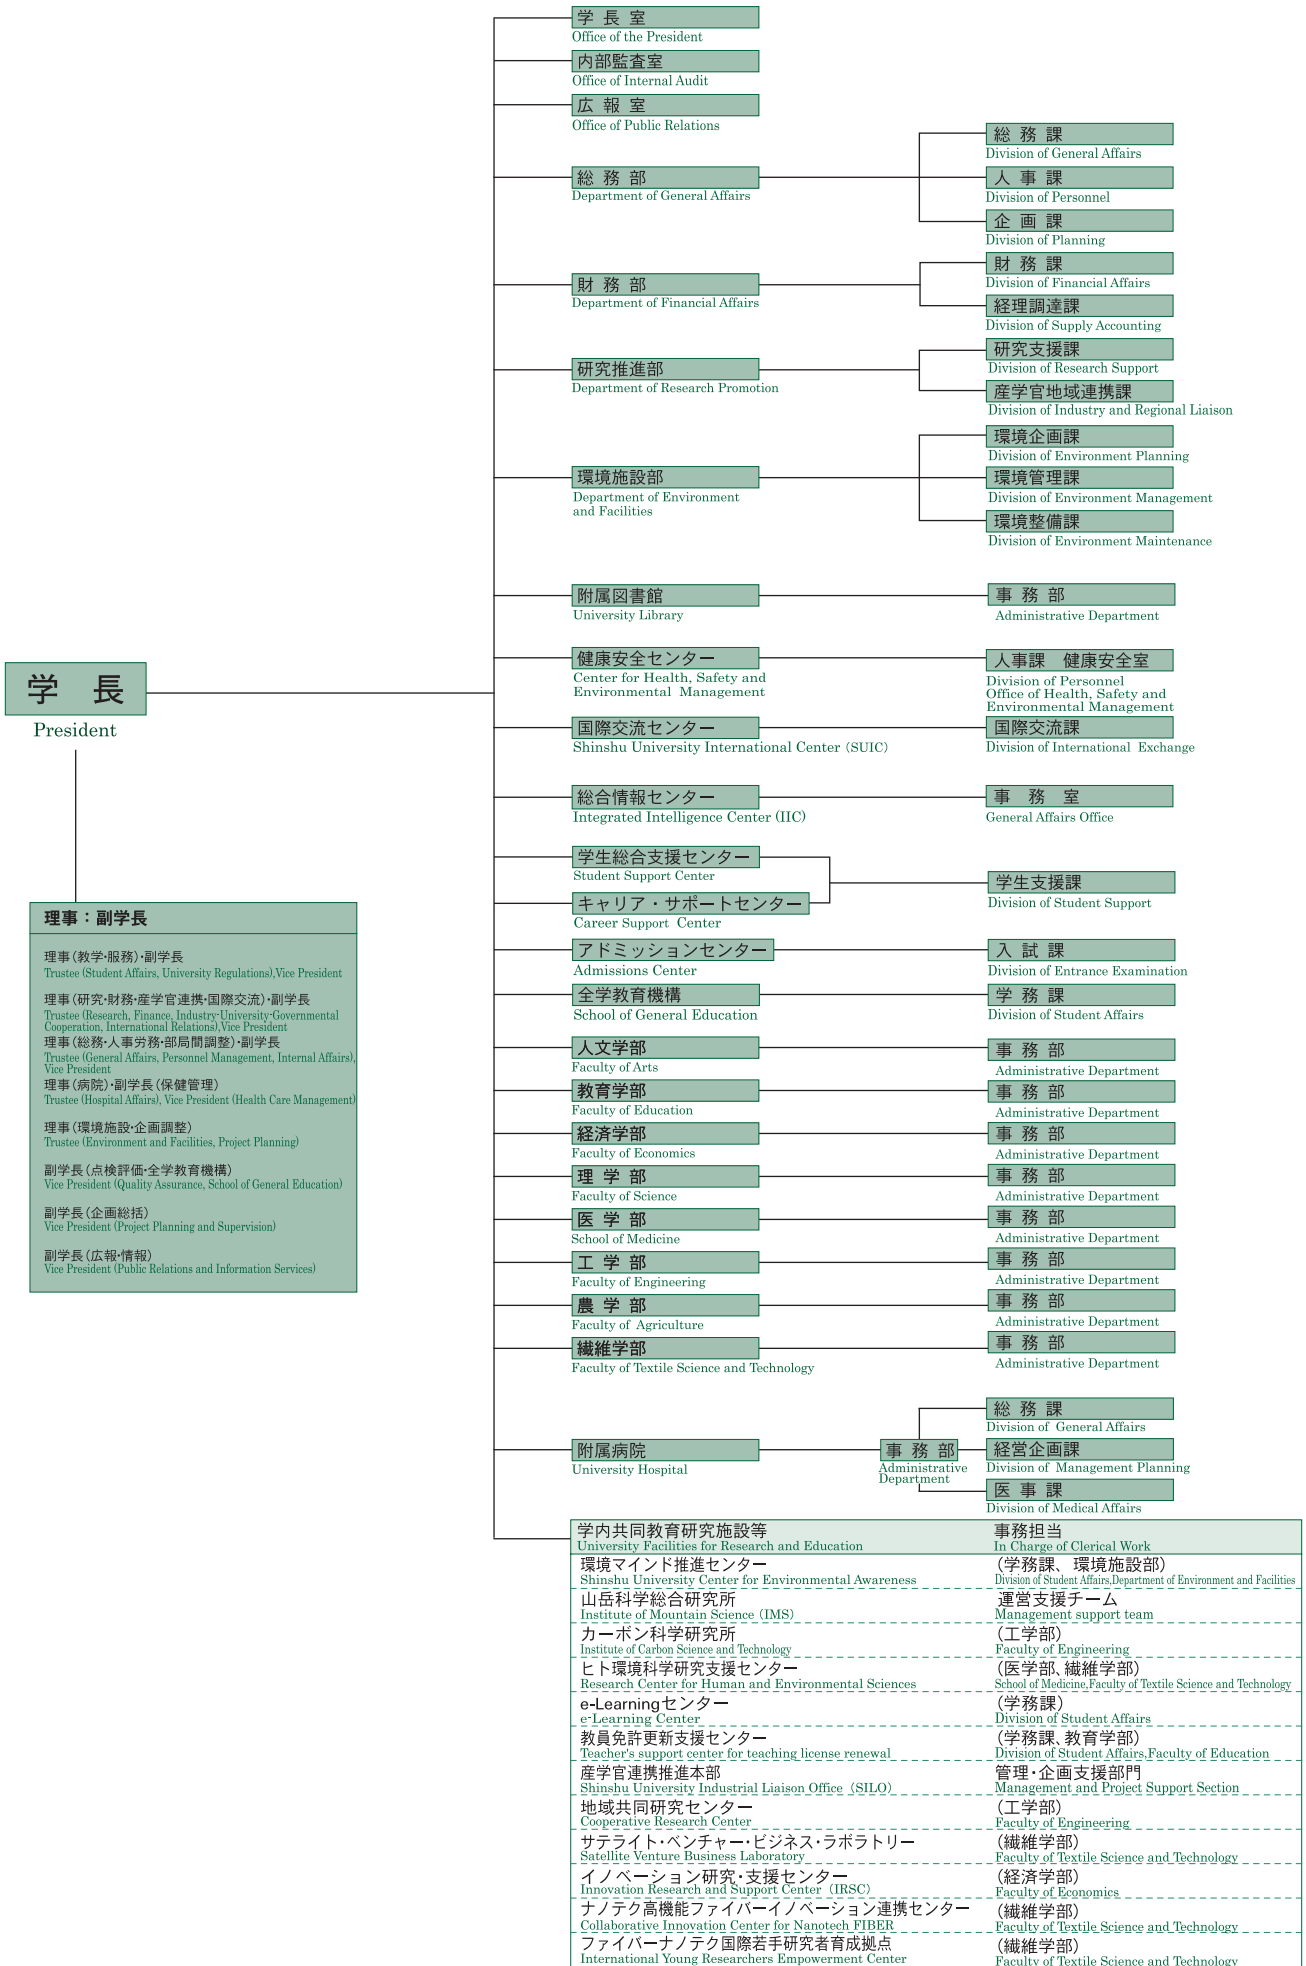 学長室
Office of the President
内部監査室
Office of Internal Audit
広報室
Office of Public Relations
総務部
Department of General Affairs
総務課
Division of General Affairs
人事課
Division of Personnel
企画課
Division of Planning
財務部
Department of Financial Affairs
財務課
Division of Financial Affairs
経理調達課
Division of Supply Accounting
研究推進部
Department of Research Promotion
研究支援課
Division of Research Support
産学官地域連携課
Division of Industry and Regional Liaison
環境施設部
Department of Environment
and Facilities
環境企画課
Division of Environment Planning
環境管理課
Division of Environment Management
環境整備課
Division of Environment Maintenance
附属図書館
University Library
事務部
Administrative Department
学長
President
健康安全センター
Center for Health, Safety and
Environmental Management
人事課 健康安全室
Division of Personnel
Office of Health, Safety and
Environmental Management
国際交流センター
Shinshu University International Center (SUIC)
国際交流課
Division of International Exchange
総合情報センター
Integrated Intelligence Center (IIC)
事務室
General Affairs Office
学生総合支援センター
Student Support Center
キャリア・サポートセンター
Career Support Center
学生支援課
Division of Student Support
アドミッションセンター
Admissions Center
入試課
Division of Entrance Examination
全学教育機構
School of General Education
学務課
Division of Student Affairs
理事：副学長
理事（教学・服務）・副学長
Trustee (Student Affairs, University Regulations),Vice President
理事（研究・財務・産学官連携・国際交流）・副学長
Trustee (Research, Finance, Industry-University-Governmental
Cooperation, International Relations),Vice President
理事（総務・人事労務・部局間調整）・副学長
Trustee (General Affairs, Personnel Management, Internal Affairs),
Vice President
理事（病院）・副学長（保健管理）
Trustee (Hospital Affairs), Vice President (Health Care Management)
理事（環境施設・企画調整）
Trustee (Environment and Facilities, Project Planning)
副学長（点検評価・全学教育機構）
Vice President (Quality Assurance, School of General Education)
副学長（企画総括）
Vice President (Project Planning and Supervision)
副学長（広報・情報）
Vice President (Public Relations and Information Services)
人文学部
Faculty of Arts
事務部
Administrative Department
教育学部
Faculty of Education
事務部
Administrative Department
経済学部
Faculty of Economics
事務部
Administrative Department
理学部
Faculty of Science
事務部
Administrative Department
医学部
School of Medicine
事務部
Administrative Department
工学部
Faculty of Engineering
事務部
Administrative Department
農学部
Faculty of Agriculture
事務部
Administrative Department
繊維学部
Faculty of Textile Science and Technology
事務部
Administrative Department
附属病院
University Hospital
事務部
Administrative
Department
総務課
Division of General Affairs
経営企画課
Division of Management Planning
医事課
Division of Medical Affairs
学内共同教育研究施設等 事務担当
University Facilities for Research and Education In Charge of Clerical Work
環境マインド推進センター （学務課、環境施設部）
Shinshu University Center for Environmental Awareness Division of Student Affairs,Department of Environment and Facilities
山岳科学総合研究所 運営支援チーム
Institute of Mountain Science (IMS) Management support team
カーボン科学研究所 （工学部）
Institute of Carbon Science and Technology Faculty of Engineering
ヒト環境科学研究支援センター （医学部、繊維学部）
Research Center for Human and Environmental Sciences School of Medicine,Faculty of Textile Science and Technology
e-Learningセンター （学務課）
e-Learning Center Division of Student Affairs
教員免許更新支援センター （学務課、教育学部）
Teacher's support center for teaching license renewal Division of Student Affairs,Faculty of Education
産学官連携推進本部 管理・企画支援部門
Shinshu University Industrial Liaison Office (SILO) Management and Project Support Section
地域共同研究センター （工学部）
Cooperative Research Center Faculty of Engineering
サテライト・ベンチャー・ビジネス・ラボラトリー （繊維学部）
Satellite Venture Business Laboratory Faculty of Textile Science and Technology
イノベーション研究・支援センター （経済学部）
Innovation Research and Support Center (IRSC) Faculty of Economics
ナノテク高機能ファイバーイノベーション連携センター （繊維学部）
Collaborative Innovation Center for Nanotech FIBER Faculty of Textile Science and Technology
ファイバーナノテク国際若手研究者育成拠点 （繊維学部）
International Young Researchers Empowerment Center Faculty of Textile Science and Technology